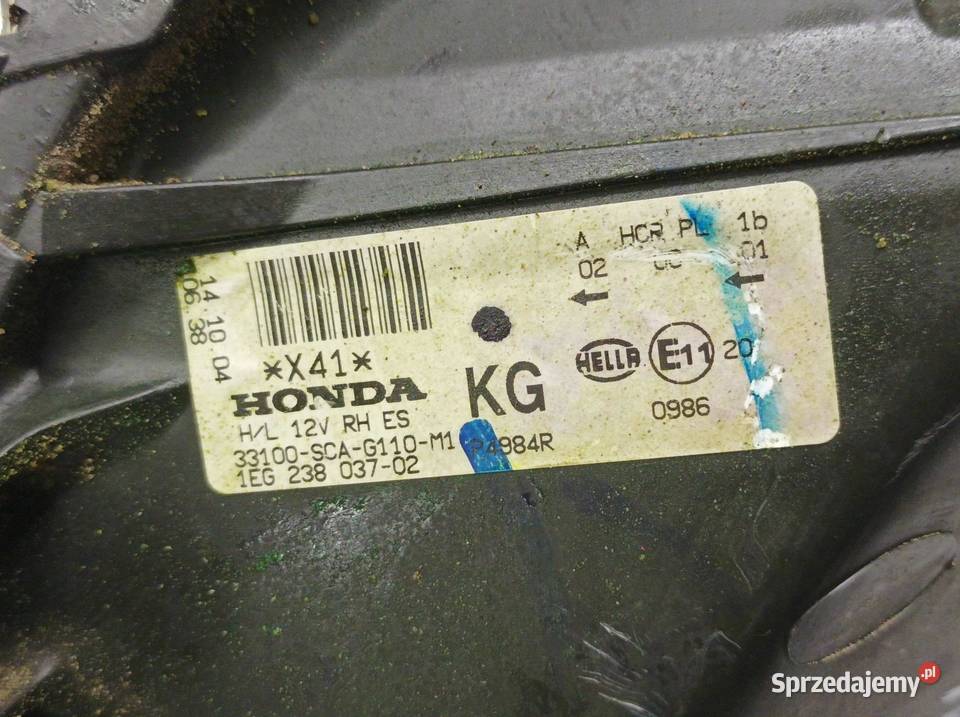 14 10 04
06 38
*X41*
HONDA
H/L 12V RH ES
33100-SCA-G110-M1
1EG 238 037-02
KG
P4984R
A HCR PL 1b
02 01
HELLA E11 20
0986
Sprzedajemy.pl